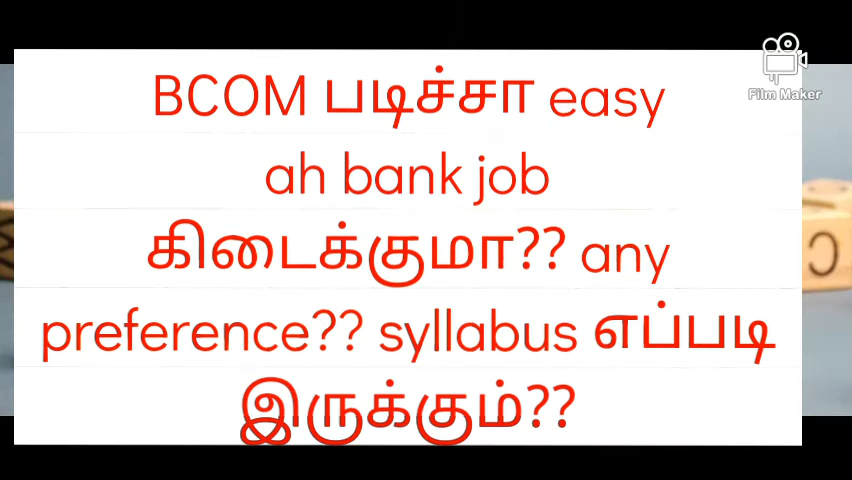 Film Maker
BCOM படிச்சா easy
ah bank job
கிடைக்குமா?? any
preference?? syllabus எப்படி
இருக்கும்??